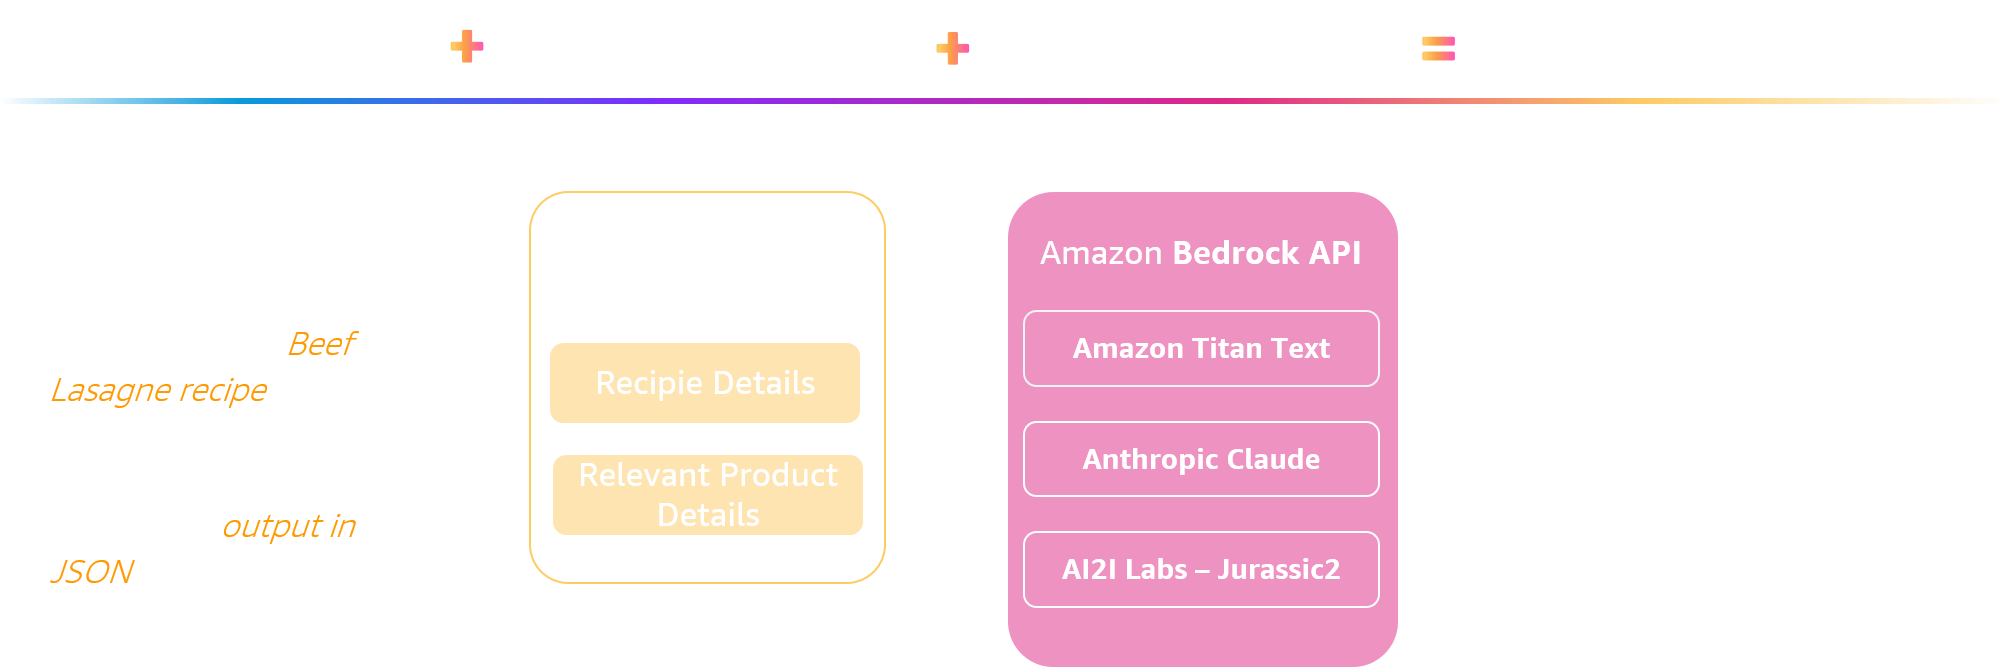 Beef
Lasagne recipe
output in
JSON
Recipie Details
Relevant Product
Details
Amazon Bedrock API
Amazon Titan Text
Anthropic Claude
AI2I Labs – Jurassic2